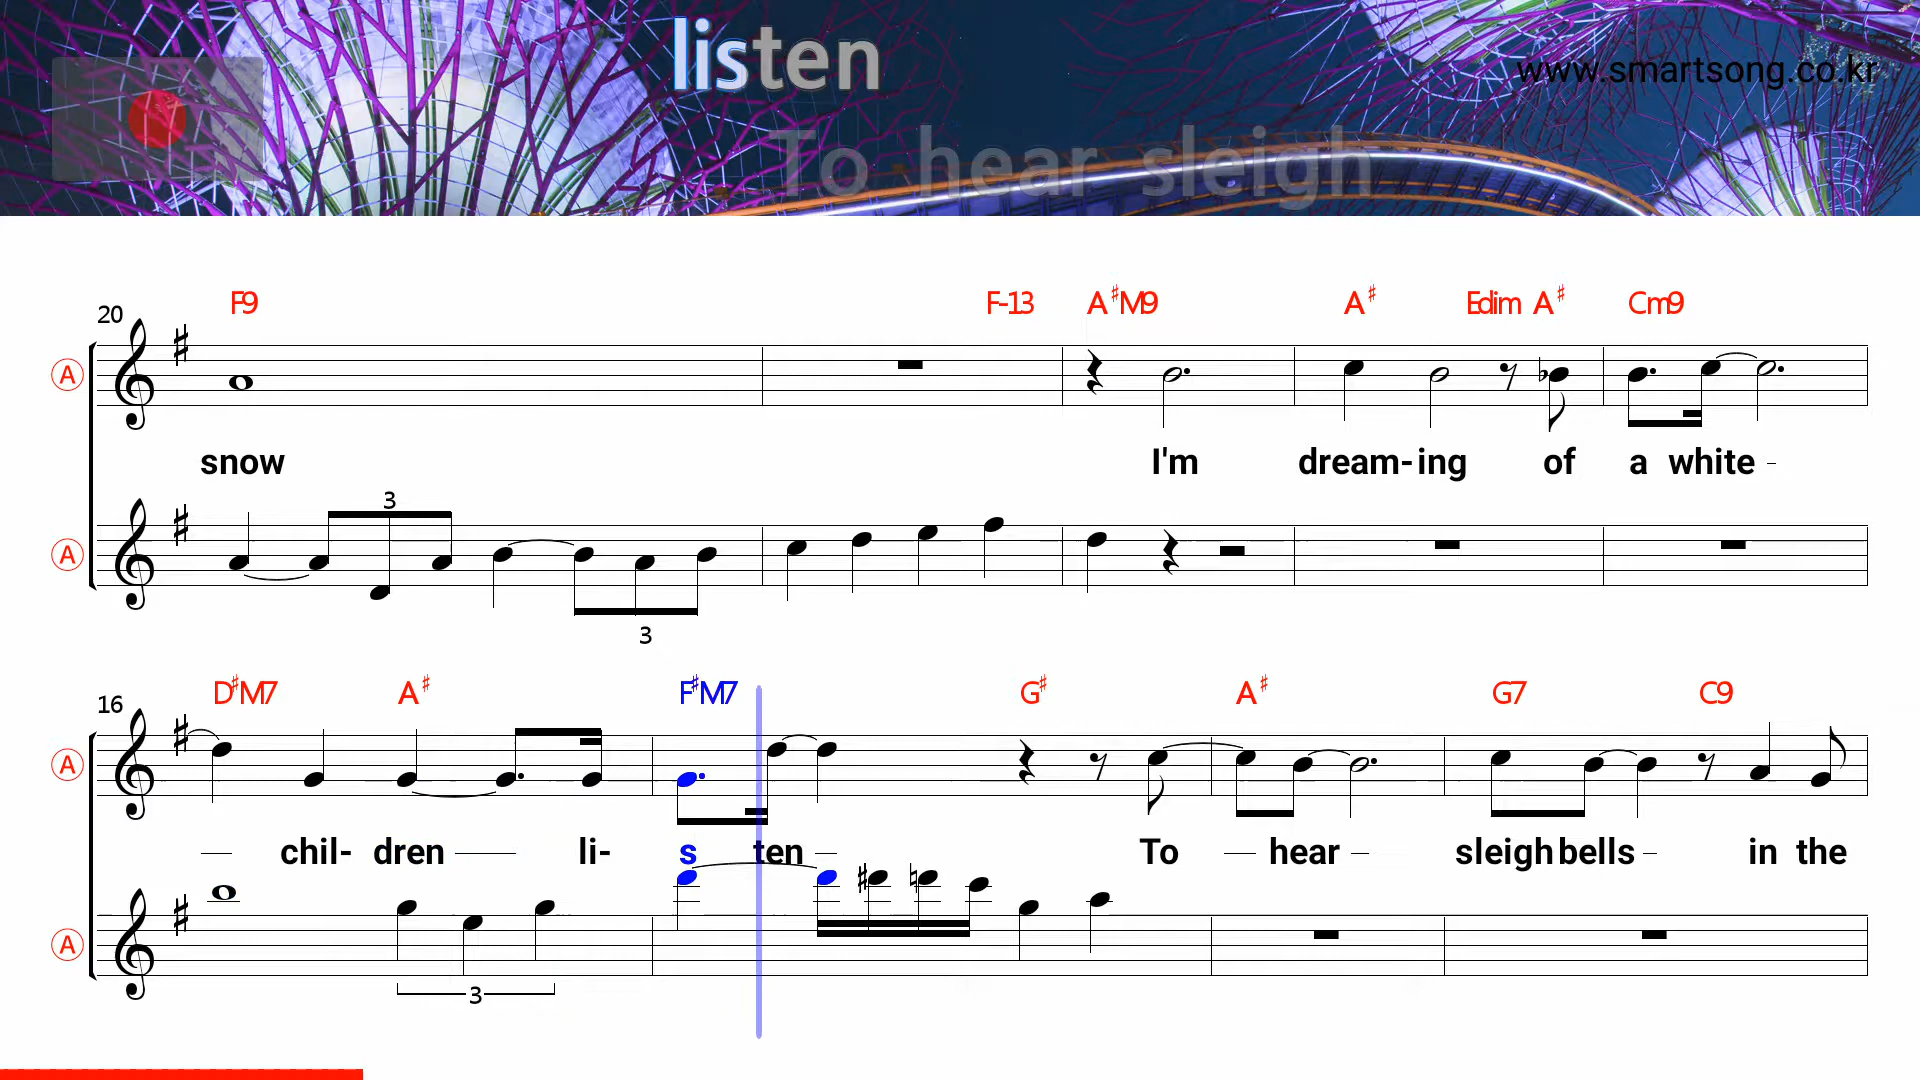 listen
www.smartsong.co.kr
To hear sleigh
F9 F-13 A♯M9 A♯ Edim A♯ Cm9
20
A
snow I'm dream-ing of a white -
3
A
3
D♯M7 A♯ F♯M7 G♯ A♯ G7 C9
16
A
chil- dren li- s ten To hear sleigh bells in the
A
3